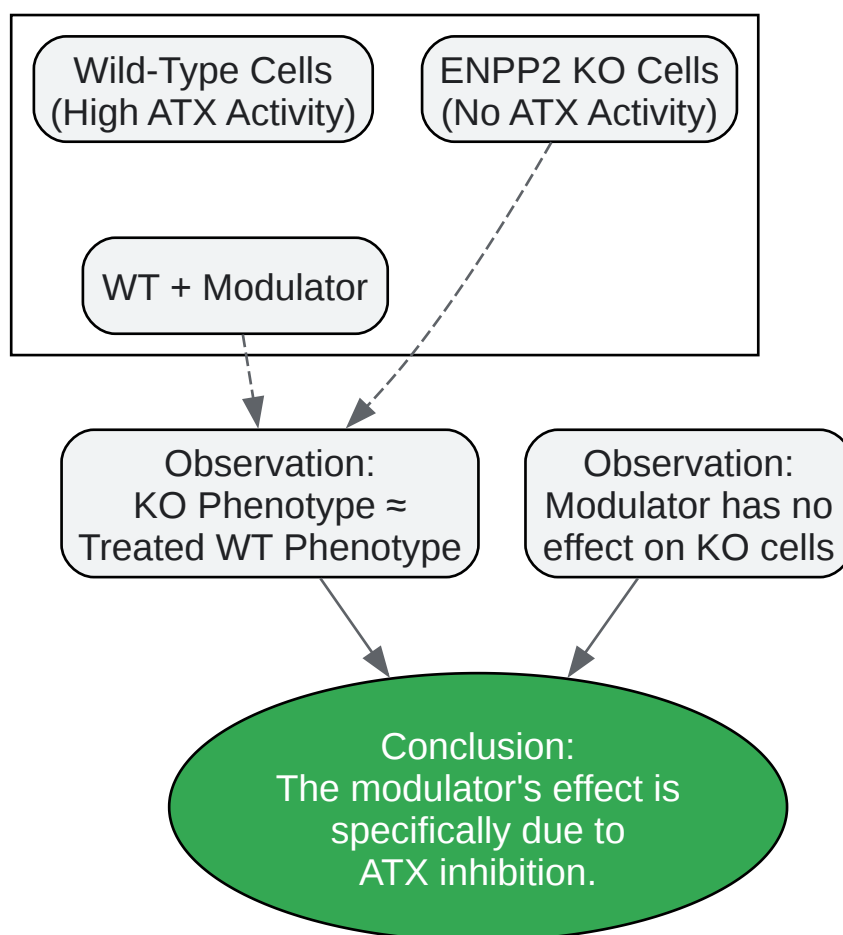 Wild-Type Cells
(High ATX Activity)
ENPP2 KO Cells
(No ATX Activity)
WT + Modulator
Observation:
KO Phenotype ≈
Treated WT Phenotype
Observation:
Modulator has no
effect on KO cells
Conclusion:
The modulator's effect is
specifically due to
ATX inhibition.